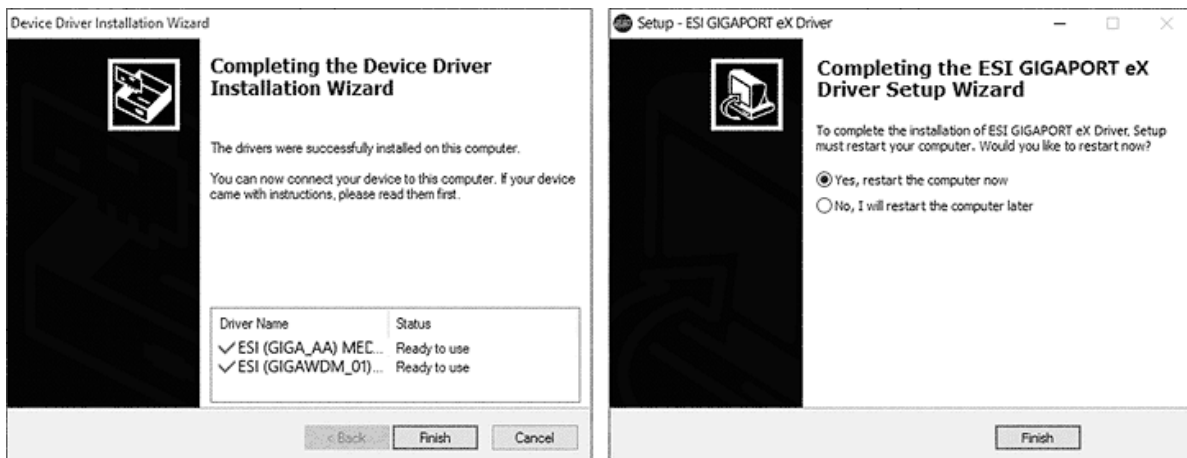 Device Driver Installation Wizard
Completing the Device Driver
Installation Wizard
The drivers were successfully installed on this computer.
You can now connect your device to this computer. If your device
came with instructions, please read them first.
Driver Name Status
ESI (GIGA_AA) MED... Ready to use
ESI (GIGAWDM_01)... Ready to use
< Back Finish Cancel
Setup - ESI GIGAPORT eX Driver
Completing the ESI GIGAPORT eX
Driver Setup Wizard
To complete the installation of ESI GIGAPORT eX Driver, Setup
must restart your computer. Would you like to restart now?
Yes, restart the computer now
No, I will restart the computer later
Finish